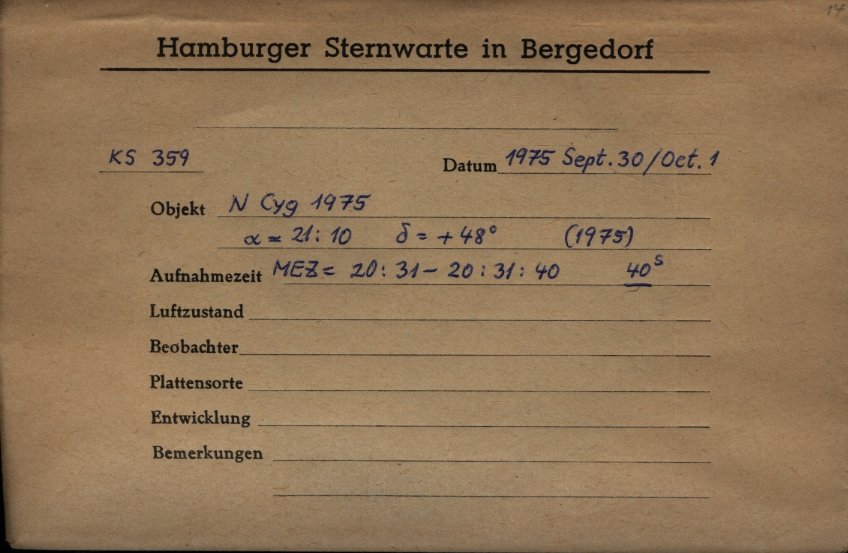 14
Hamburger Sternwarte in Bergedorf
KS 359 Datum 1975 Sept. 30/Oct. 1
Objekt N Cyg 1975
α = 21:10 δ = +48° (1975)
Aufnahmezeit MEZ = 20:31 – 20:31:40 40ˢ
Luftzustand
Beobachter
Plattensorte
Entwicklung
Bemerkungen